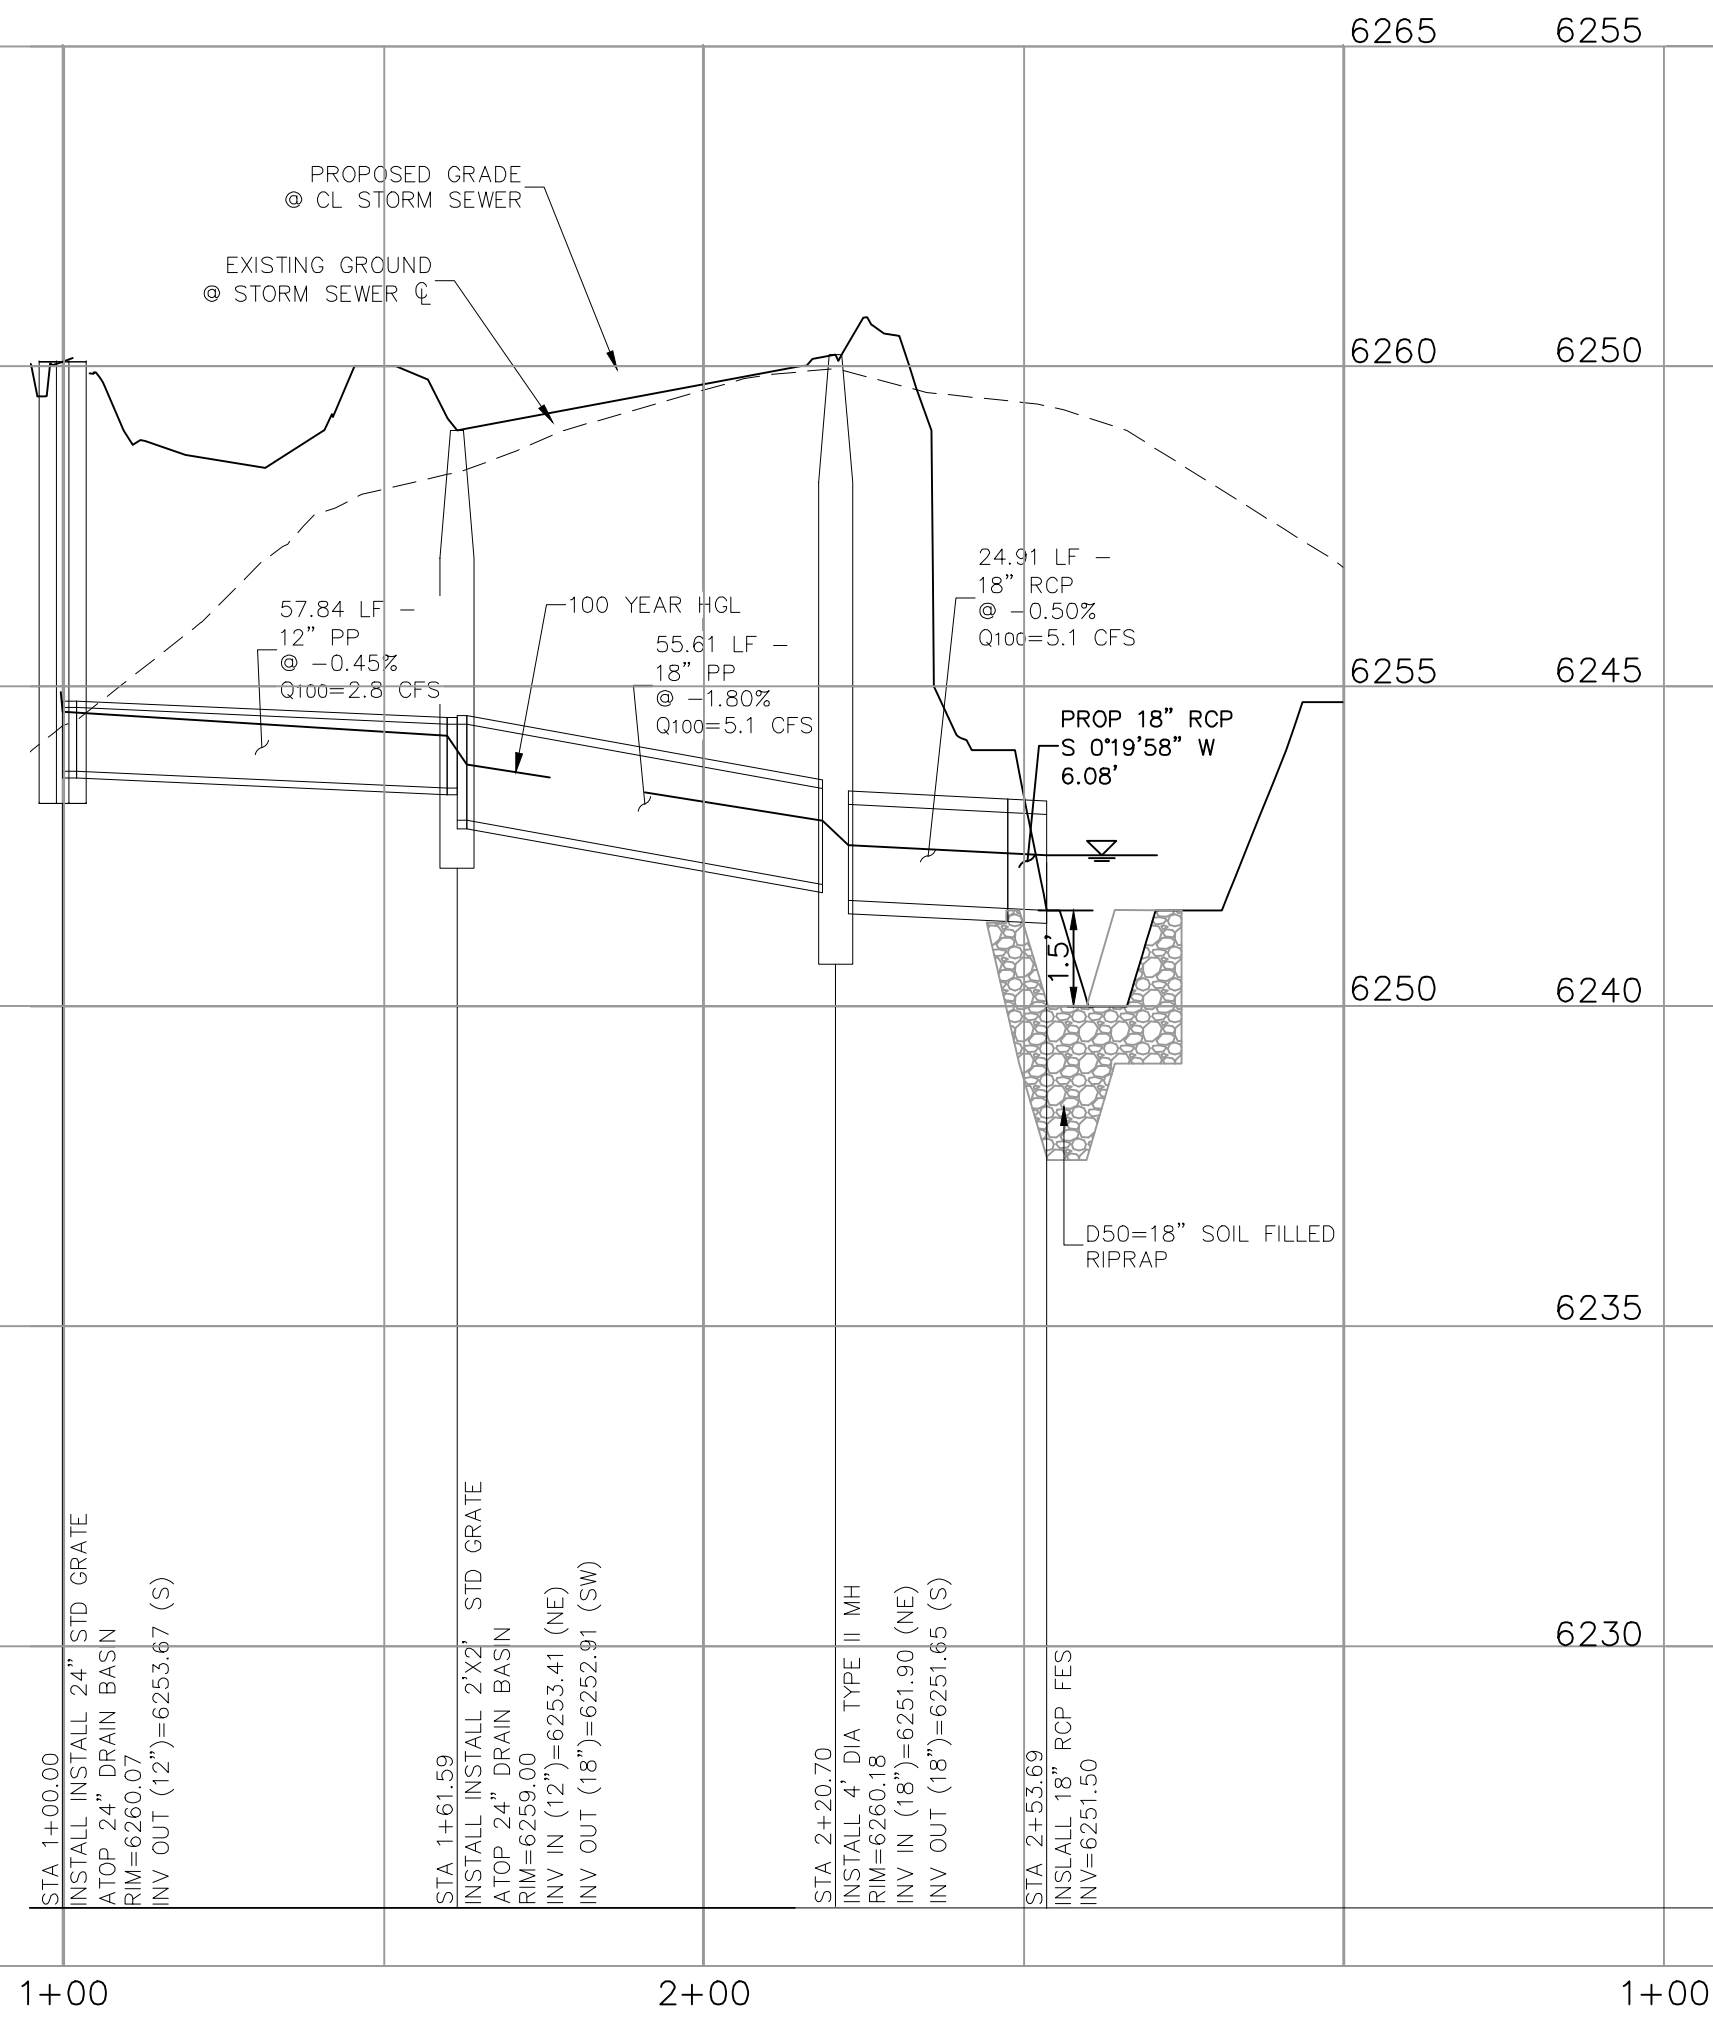 6265 6255
PROPOSED GRADE
@ CL STORM SEWER
EXISTING GROUND
@ STORM SEWER ℄
6260 6250
24.91 LF –
18" RCP
@ –0.50%
Q100=5.1 CFS
57.84 LF –
12" PP
@ –0.45%
Q100=2.8 CFS
100 YEAR HGL
55.61 LF –
18" PP
@ –1.80%
Q100=5.1 CFS
6255 6245
PROP 18" RCP
S 0°19'58" W
6.08'
1.5'
6250 6240
D50=18" SOIL FILLED
RIPRAP
6235
6230
STA 1+00.00
INSTALL INSTALL 24" STD GRATE
ATOP 24" DRAIN BASIN
RIM=6260.07
INV OUT (12")=6253.67 (S)
STA 1+61.59
INSTALL INSTALL 2'X2' STD GRATE
ATOP 24" DRAIN BASIN
RIM=6259.00
INV IN (12")=6253.41 (NE)
INV OUT (18")=6252.91 (SW)
STA 2+20.70
INSTALL 4' DIA TYPE II MH
RIM=6260.18
INV IN (18")=6251.90 (NE)
INV OUT (18")=6251.65 (S)
STA 2+53.69
INSLALL 18" RCP FES
INV=6251.50
1+00 2+00 1+00